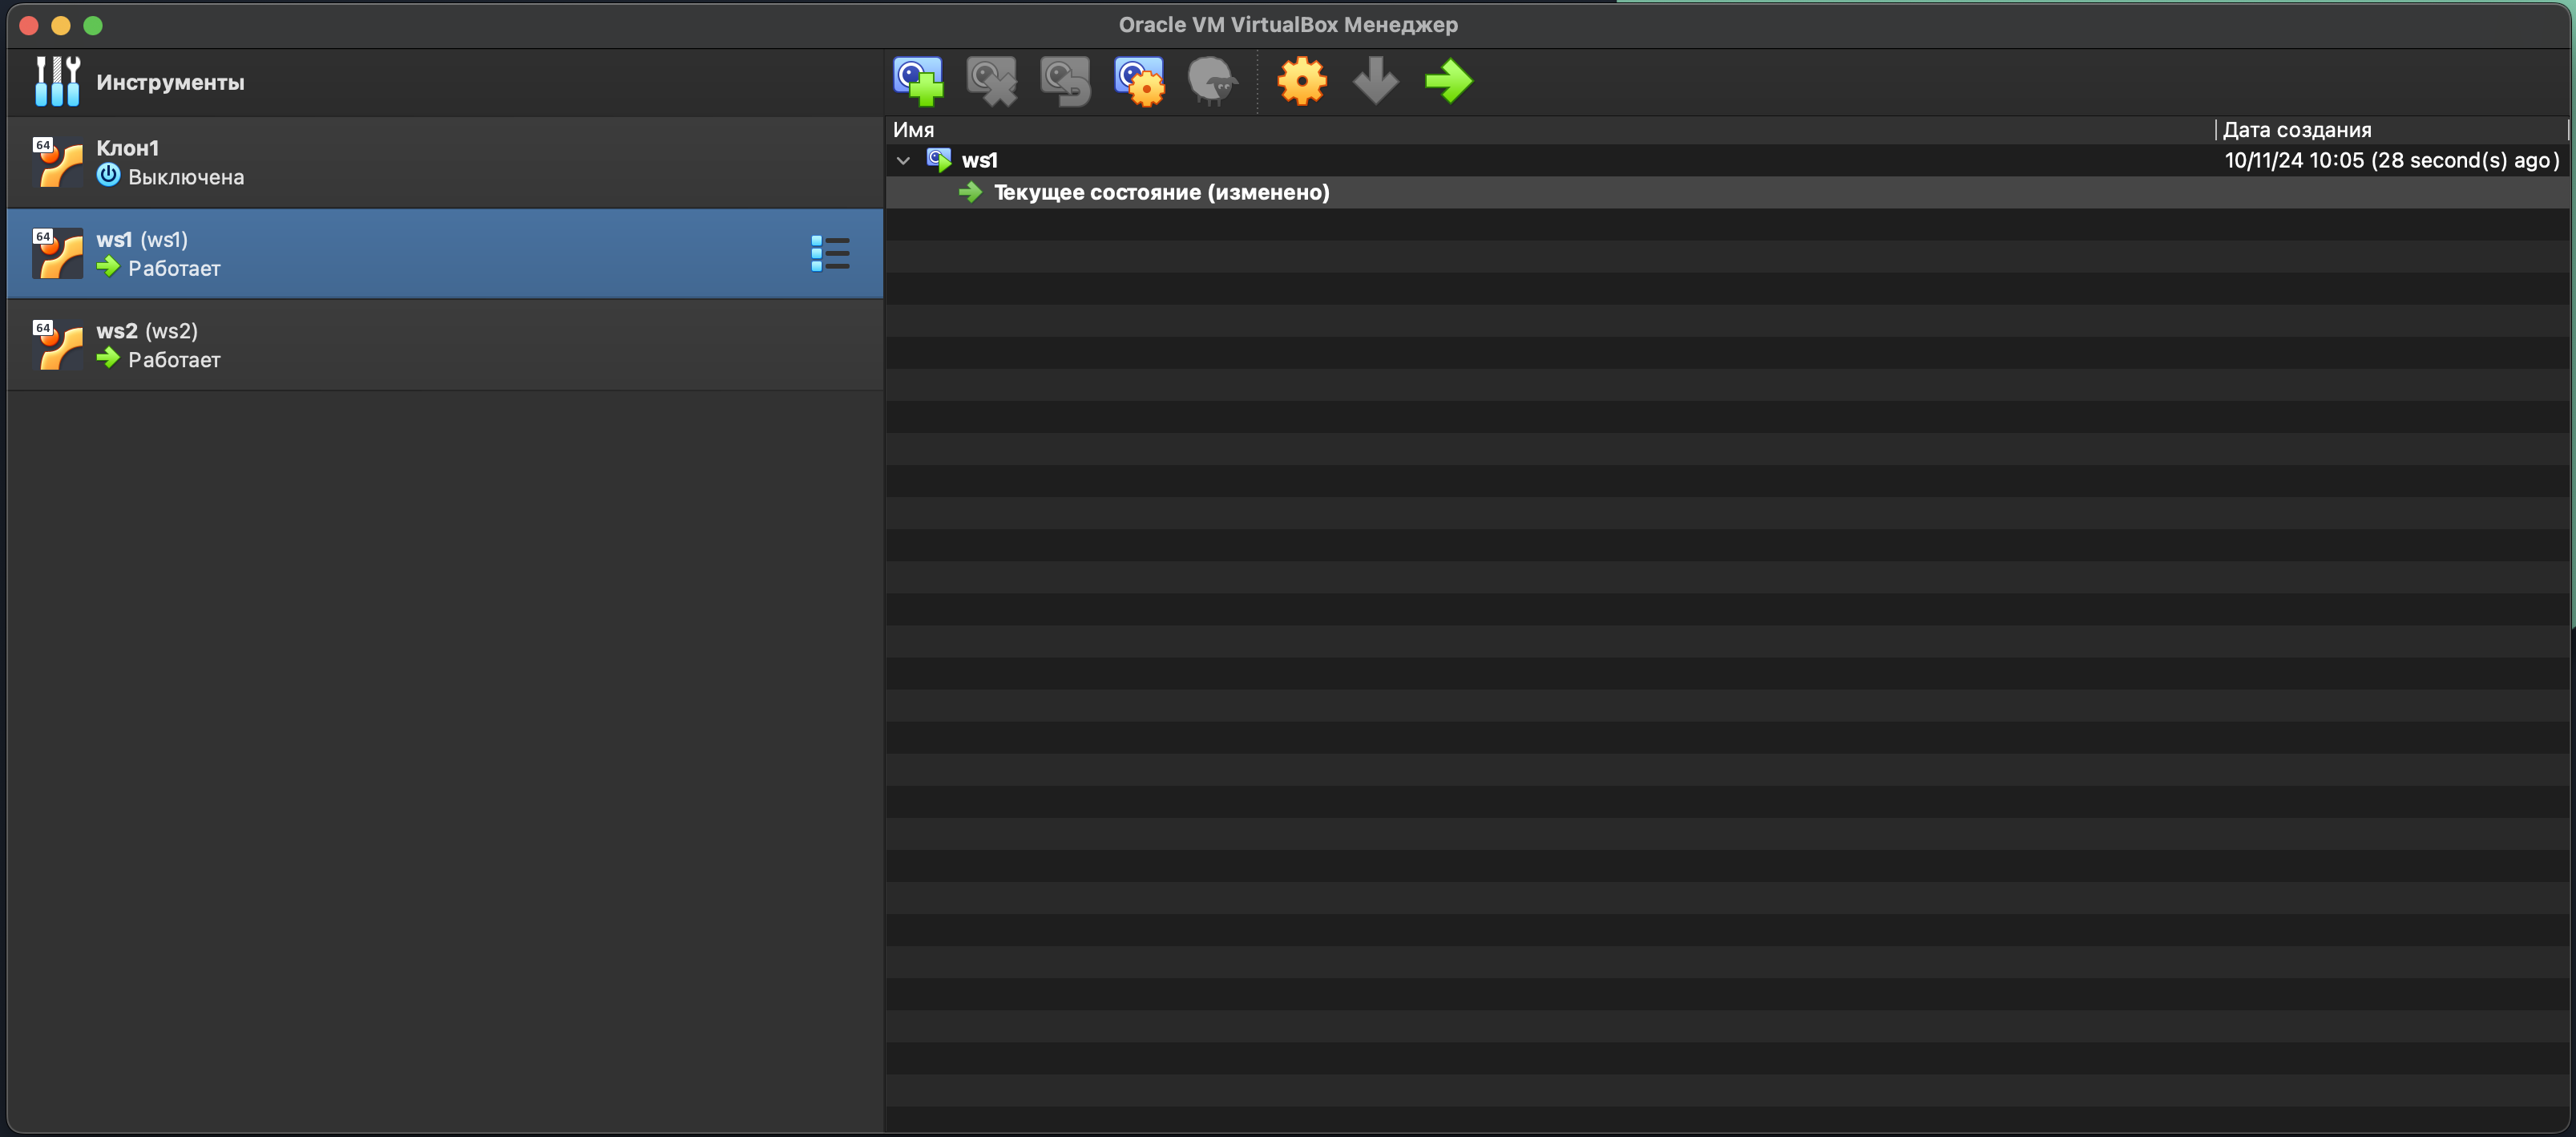 Oracle VM VirtualBox Менеджер
Инструменты
64
Клон1
Выключена
64
ws1 (ws1)
Работает
64
ws2 (ws2)
Работает
Имя
Дата создания
ws1
10/11/24 10:05 (28 second(s) ago)
Текущее состояние (изменено)